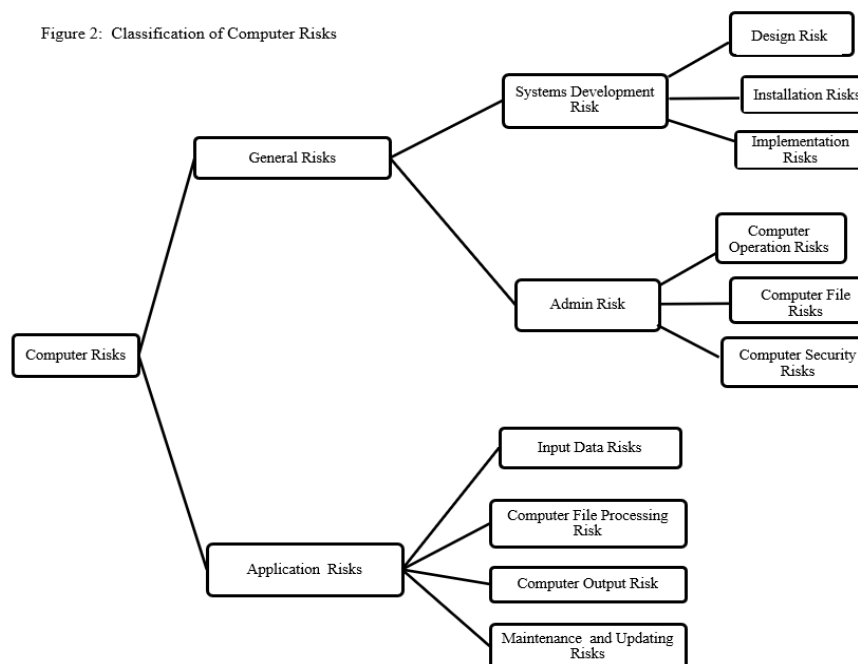 Figure 2: Classification of Computer Risks
Design Risk
Systems Development
Risk
Installation Risks
Implementation
Risks
General Risks
Computer
Operation Risks
Admin Risk
Computer File
Risks
Computer Security
Risks
Computer Risks
Input Data Risks
Computer File Processing
Risk
Application Risks
Computer Output Risk
Maintenance and Updating
Risks